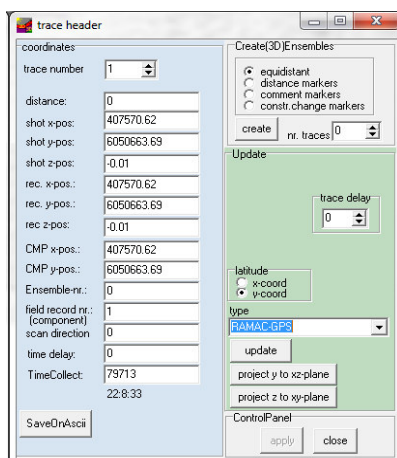 trace header
coordinates
trace number 1
distance: 0
shot x-pos: 407570.62
shot y-pos: 6050663.69
shot z-pos: -0.01
rec. x-pos.: 407570.62
rec. y-pos.: 6050663.69
rec z-pos: -0.01
CMP x-pos.: 407570.62
CMP y-pos.: 6050663.69
Ensemble-nr.: 0
field record nr.: 1
(component)
scan direction 0
time delay: 0
TimeCollect: 79713
22:8:33
SaveOnAscii
Create(3D)Ensembles
equidistant
distance markers
comment markers
constr.change markers
create nr. traces 0
Update
trace delay
0
latitude
x-coord
y-coord
type
RAMAC-GPS
update
project y to xz-plane
project z to xy-plane
ControlPanel
apply close